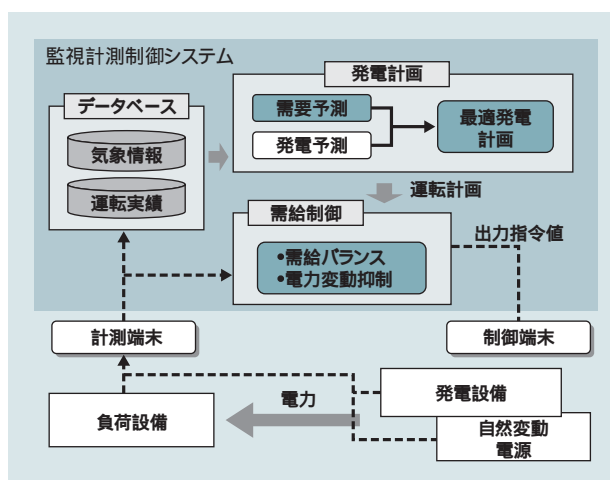 監視計測制御システム
発電計画
データベース
需要予測
最適発電
計画
発電予測
気象情報
運転実績
運転計画
需給制御
出力指令値
•需給バランス
•電力変動抑制
計測端末
制御端末
電力
発電設備
負荷設備
自然変動
電源